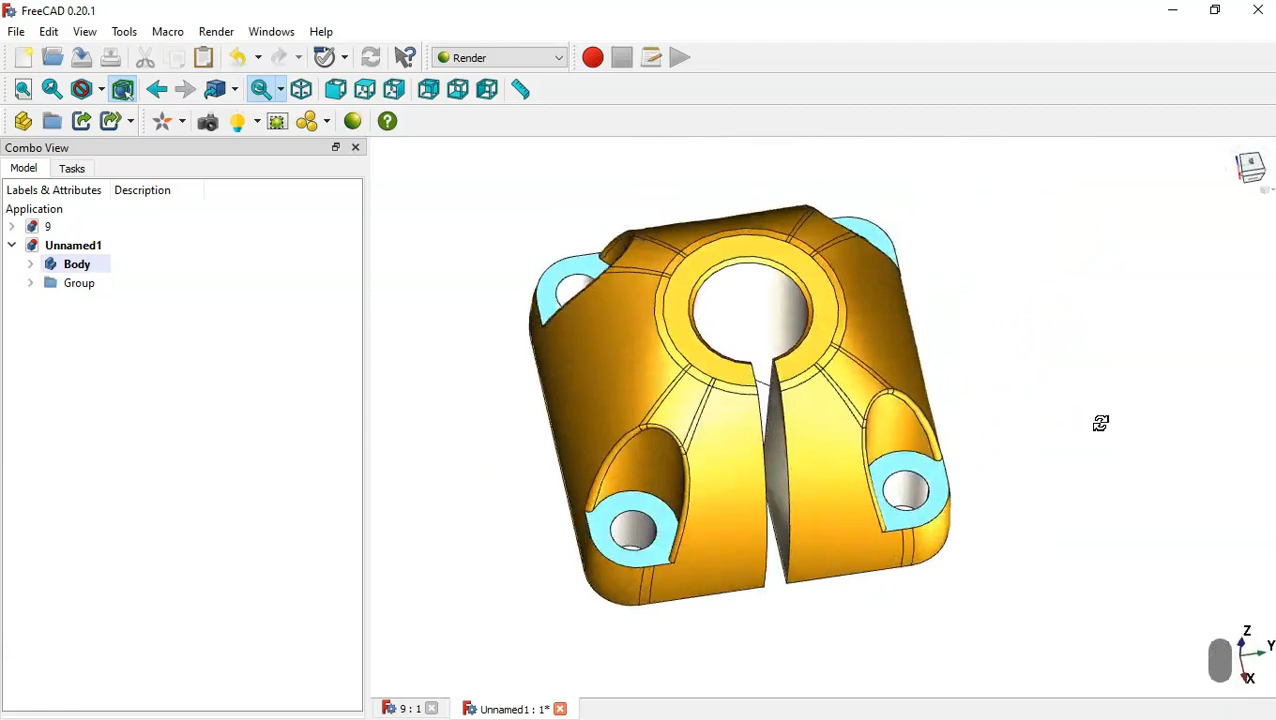 FreeCAD 0.20.1
File Edit View Tools Macro Render Windows Help
Render
Combo View
Model Tasks
Labels & Attributes Description
Application
9
Unnamed1
Body
Group
Z
Y
X
9 : 1 Unnamed1 : 1*